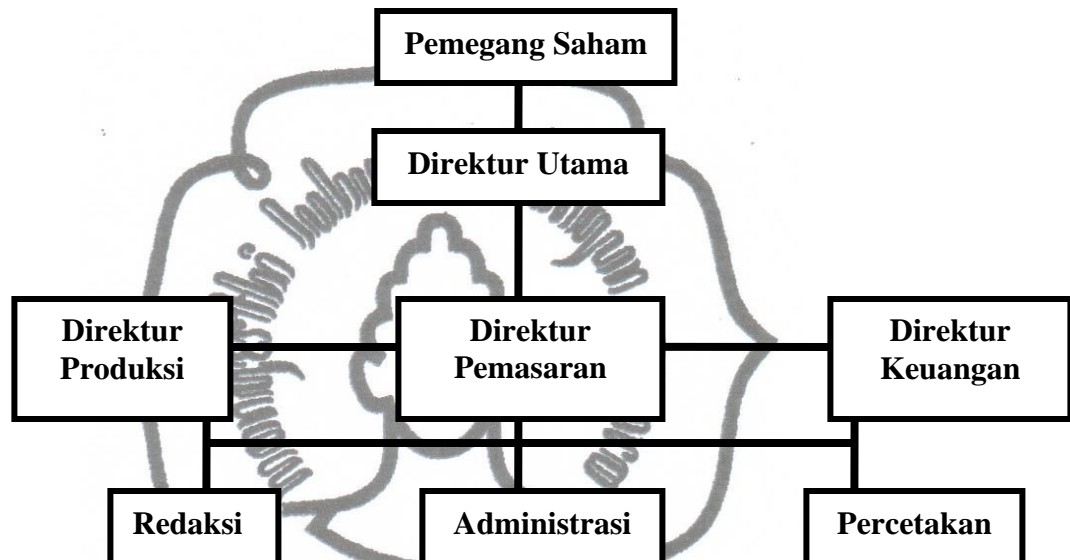 Pemegang Saham
Direktur Utama
Direktur
Produksi
Direktur
Pemasaran
Direktur
Keuangan
Redaksi
Administrasi
Percetakan